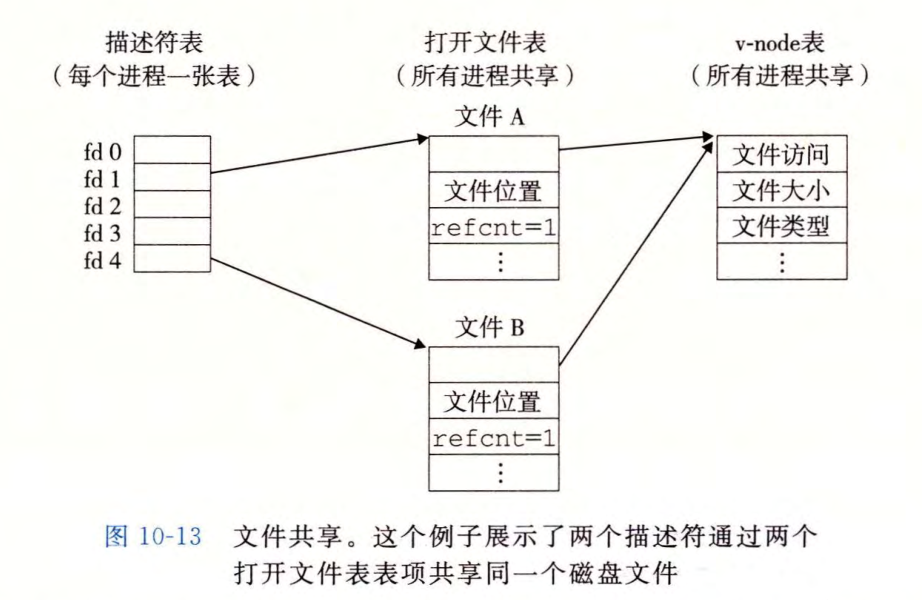 描述符表
(每个进程一张表)
打开文件表
(所有进程共享)
v-node表
(所有进程共享)
fd 0
fd 1
fd 2
fd 3
fd 4
文件 A
文件位置
refcnt=1
⋮
文件 B
文件位置
refcnt=1
⋮
文件访问
文件大小
文件类型
⋮
图 10-13 文件共享。这个例子展示了两个描述符通过两个
打开文件表表项共享同一个磁盘文件